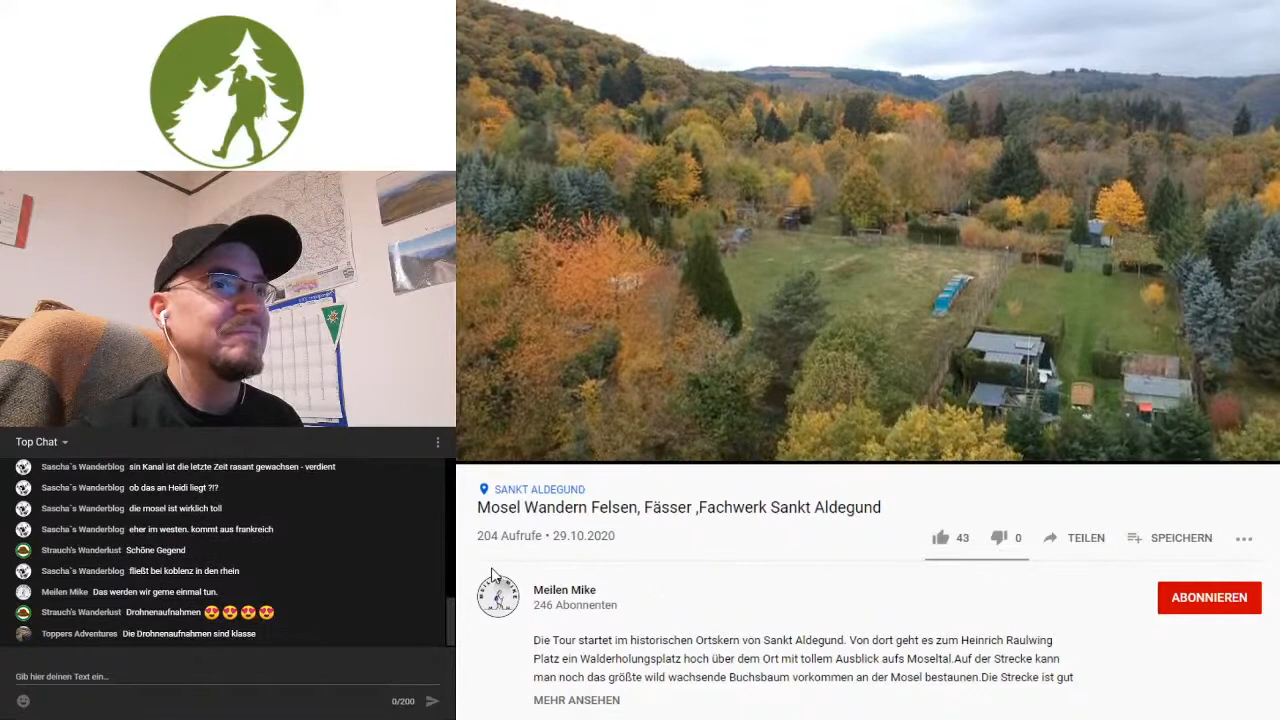 Top Chat
Sascha`s Wanderblog sin Kanal ist die letzte Zeit rasant gewachsen - verdient
Sascha`s Wanderblog ob das an Heidi liegt ?!?
Sascha`s Wanderblog die mosel ist wirklich toll
Sascha`s Wanderblog eher im westen. kommt aus frankreich
Strauch's Wanderlust Schöne Gegend
Sascha`s Wanderblog fließt bei koblenz in den rhein
Meilen Mike Das werden wir gerne einmal tun.
Strauch's Wanderlust Drohnenaufnahmen 😍😍😍😍
Toppers Adventures Die Drohnenaufnahmen sind klasse
Gib hier deinen Text ein...
0/200
SANKT ALDEGUND
Mosel Wandern Felsen, Fässer ,Fachwerk Sankt Aldegund
204 Aufrufe • 29.10.2020
43
0
TEILEN
SPEICHERN
Meilen Mike
246 Abonnenten
ABONNIEREN
Die Tour startet im historischen Ortskern von Sankt Aldegund. Von dort geht es zum Heinrich Raulwing
Platz ein Walderholungsplatz hoch über dem Ort mit tollem Ausblick aufs Moseltal.Auf der Strecke kann
man noch das größte wild wachsende Buchsbaum vorkommen an der Mosel bestaunen.Die Strecke ist gut
MEHR ANSEHEN